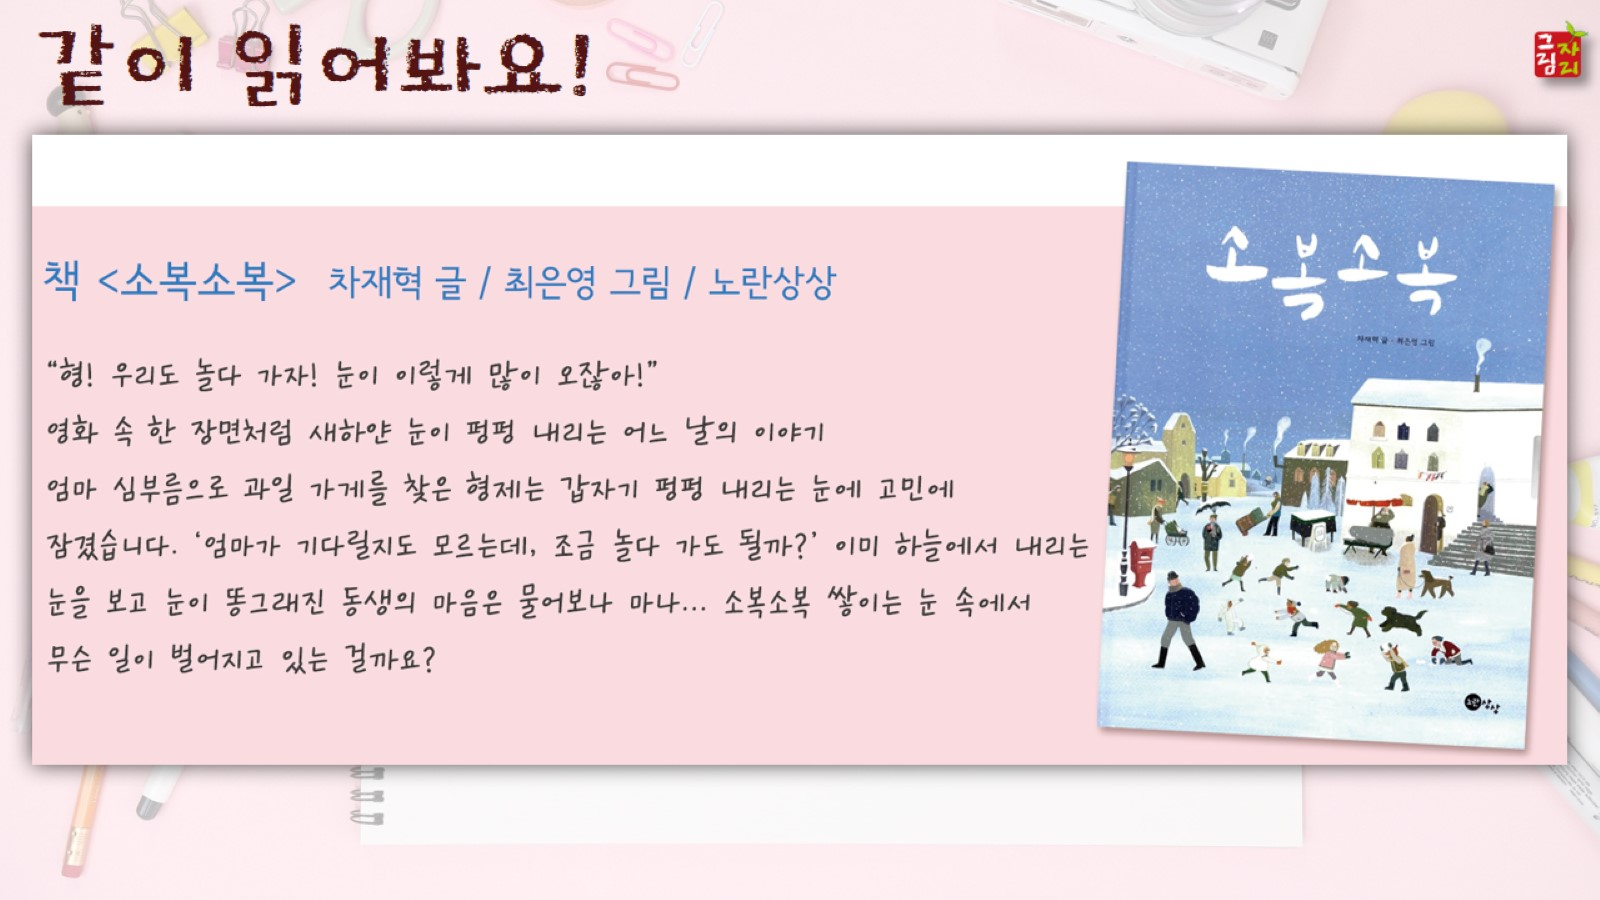 같이 읽어봐요!
그림
자리
책 <소복소복> 차재혁 글 / 최은영 그림 / 노란상상
“형! 우리도 놀다 가자! 눈이 이렇게 많이 오잖아!”
영화 속 한 장면처럼 새하얀 눈이 펑펑 내리는 어느 날의 이야기
엄마 심부름으로 과일 가게를 찾은 형제는 갑자기 펑펑 내리는 눈에 고민에
잠겼습니다. ‘엄마가 기다릴지도 모르는데, 조금 놀다 가도 될까?’ 이미 하늘에서 내리는
눈을 보고 눈이 똥그래진 동생의 마음은 물어보나 마나... 소복소복 쌓이는 눈 속에서
무슨 일이 벌어지고 있는 걸까요?
소복소복
차재혁 글 · 최은영 그림
노란상상